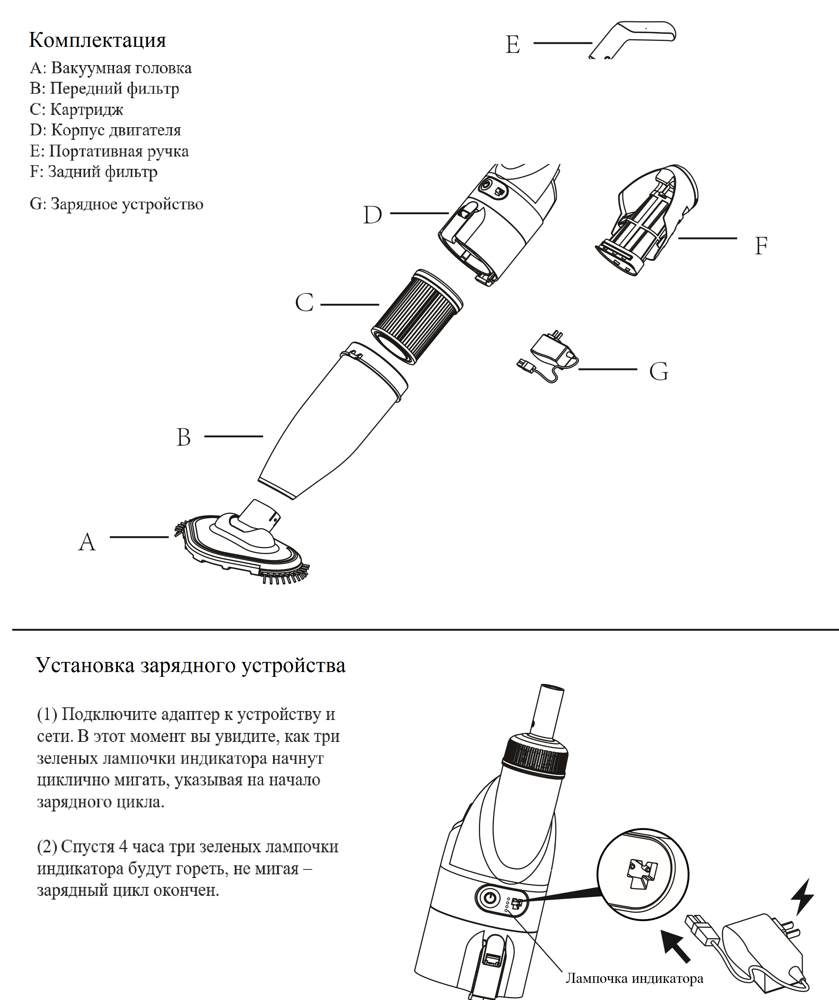 Комплектация
A: Вакуумная головка
B: Передний фильтр
C: Картридж
D: Корпус двигателя
E: Портативная ручка
F: Задний фильтр
G: Зарядное устройство
E
D
F
C
G
B
A
Установка зарядного устройства
(1) Подключите адаптер к устройству и
сети. В этот момент вы увидите, как три
зеленых лампочки индикатора начнут
циклично мигать, указывая на начало
зарядного цикла.
(2) Спустя 4 часа три зеленых лампочки
индикатора будут гореть, не мигая –
зарядный цикл окончен.
Лампочка индикатора